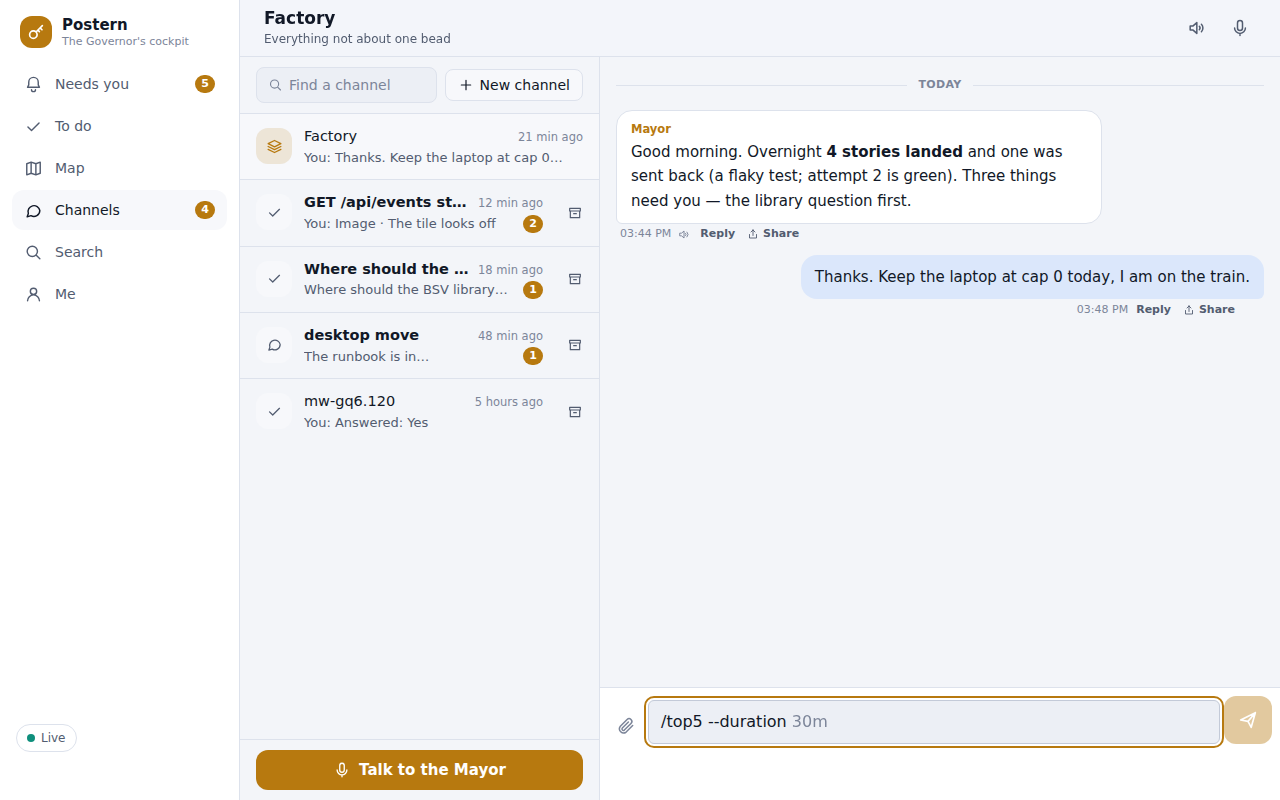 Postern
The Governor's cockpit
Needs you 5
To do
Map
Channels 4
Search
Me
Live
Factory
Everything not about one bead
Find a channel
New channel
Factory 21 min ago
You: Thanks. Keep the laptop at cap 0…
GET /api/events st… 12 min ago
You: Image · The tile looks off 2
Where should the … 18 min ago
Where should the BSV library… 1
desktop move 48 min ago
The runbook is in… 1
mw-gq6.120 5 hours ago
You: Answered: Yes
Talk to the Mayor
TODAY
Mayor
Good morning. Overnight 4 stories landed and one was
sent back (a flaky test; attempt 2 is green). Three things
need you — the library question first.
03:44 PM Reply Share
Thanks. Keep the laptop at cap 0 today, I am on the train.
03:48 PM Reply Share
/top5 --duration 30m